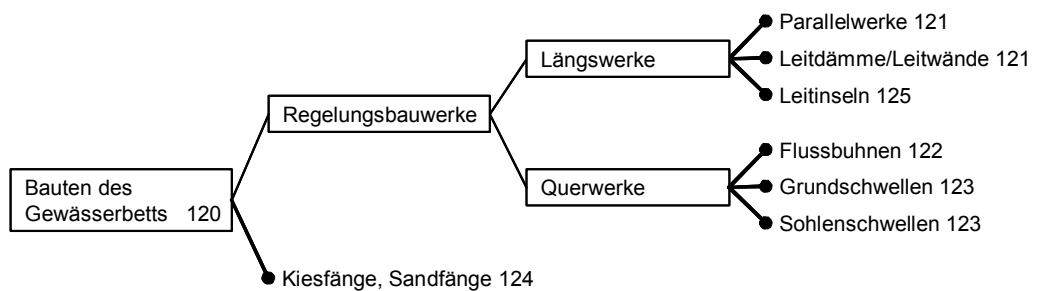 Parallelwerke 121
Längswerke
Leitdämme/Leitwände 121
Leitinseln 125
Regelungsbauwerke
Flussbuhnen 122
Bauten des
Gewässerbetts 120
Querwerke
Grundschwellen 123
Sohlenschwellen 123
Kiesfänge, Sandfänge 124